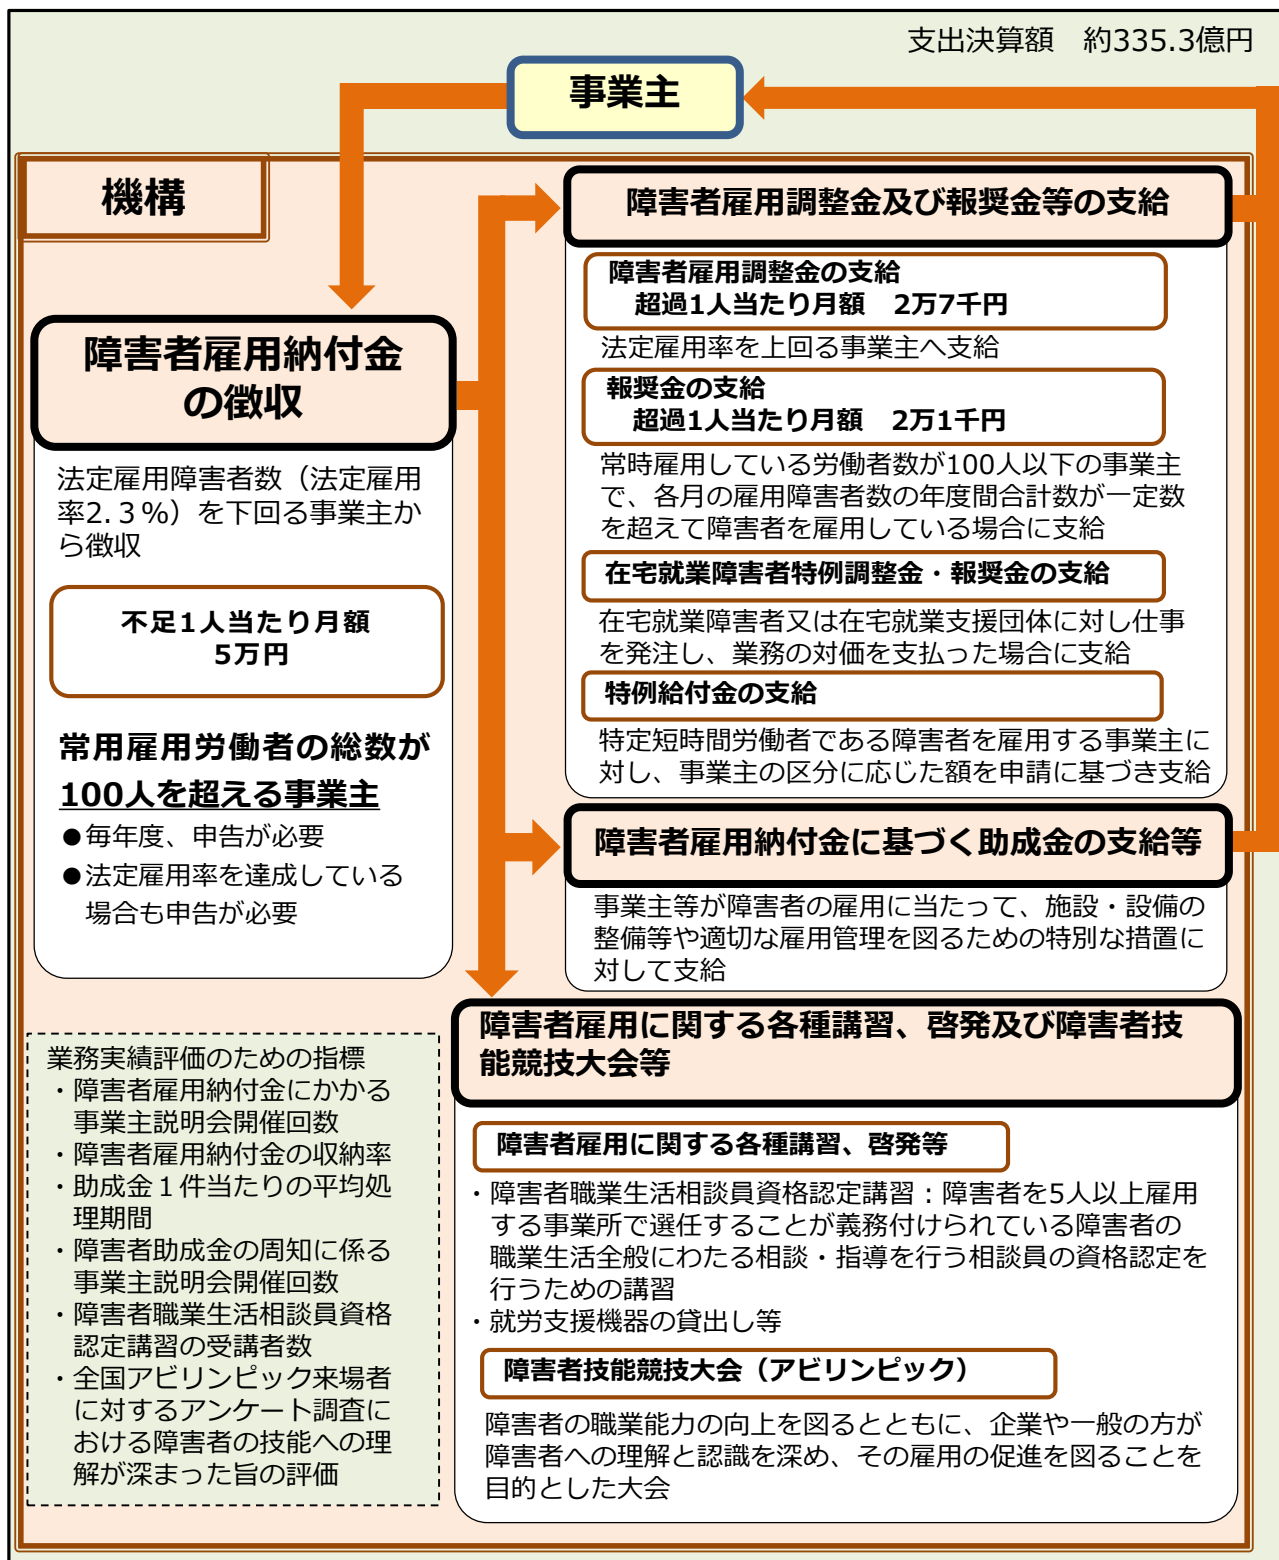 支出決算額　約335.3億円
事業主
機構
障害者雇用納付金
の徴収
法定雇用障害者数（法定雇用
率2.３%）を下回る事業主か
ら徴収
不足1人当たり月額
5万円
常用雇用労働者の総数が
100人を超える事業主
●毎年度、申告が必要
●法定雇用率を達成している
場合も申告が必要
障害者雇用調整金及び報奨金等の支給
障害者雇用調整金の支給
超過1人当たり月額　2万7千円
法定雇用率を上回る事業主へ支給
報奨金の支給
超過1人当たり月額　2万1千円
常時雇用している労働者数が100人以下の事業主
で、各月の雇用障害者数の年度間合計数が一定数
を超えて障害者を雇用している場合に支給
在宅就業障害者特例調整金・報奨金の支給
在宅就業障害者又は在宅就業支援団体に対し仕事
を発注し、業務の対価を支払った場合に支給
特例給付金の支給
特定短時間労働者である障害者を雇用する事業主に
対し、事業主の区分に応じた額を申請に基づき支給
障害者雇用納付金に基づく助成金の支給等
事業主等が障害者の雇用に当たって、施設・設備の
整備等や適切な雇用管理を図るための特別な措置に
対して支給
障害者雇用に関する各種講習、啓発及び障害者技
能競技大会等
障害者雇用に関する各種講習、啓発等
・障害者職業生活相談員資格認定講習：障害者を5人以上雇用
する事業所で選任することが義務付けられている障害者の
職業生活全般にわたる相談・指導を行う相談員の資格認定を
行うための講習
・就労支援機器の貸出し等
障害者技能競技大会（アビリンピック）
障害者の職業能力の向上を図るとともに、企業や一般の方が
障害者への理解と認識を深め、その雇用の促進を図ることを
目的とした大会
業務実績評価のための指標
・障害者雇用納付金にかかる
事業主説明会開催回数
・障害者雇用納付金の収納率
・助成金１件当たりの平均処
理期間
・障害者助成金の周知に係る
事業主説明会開催回数
・障害者職業生活相談員資格
認定講習の受講者数
・全国アビリンピック来場者
に対するアンケート調査に
おける障害者の技能への理
解が深まった旨の評価